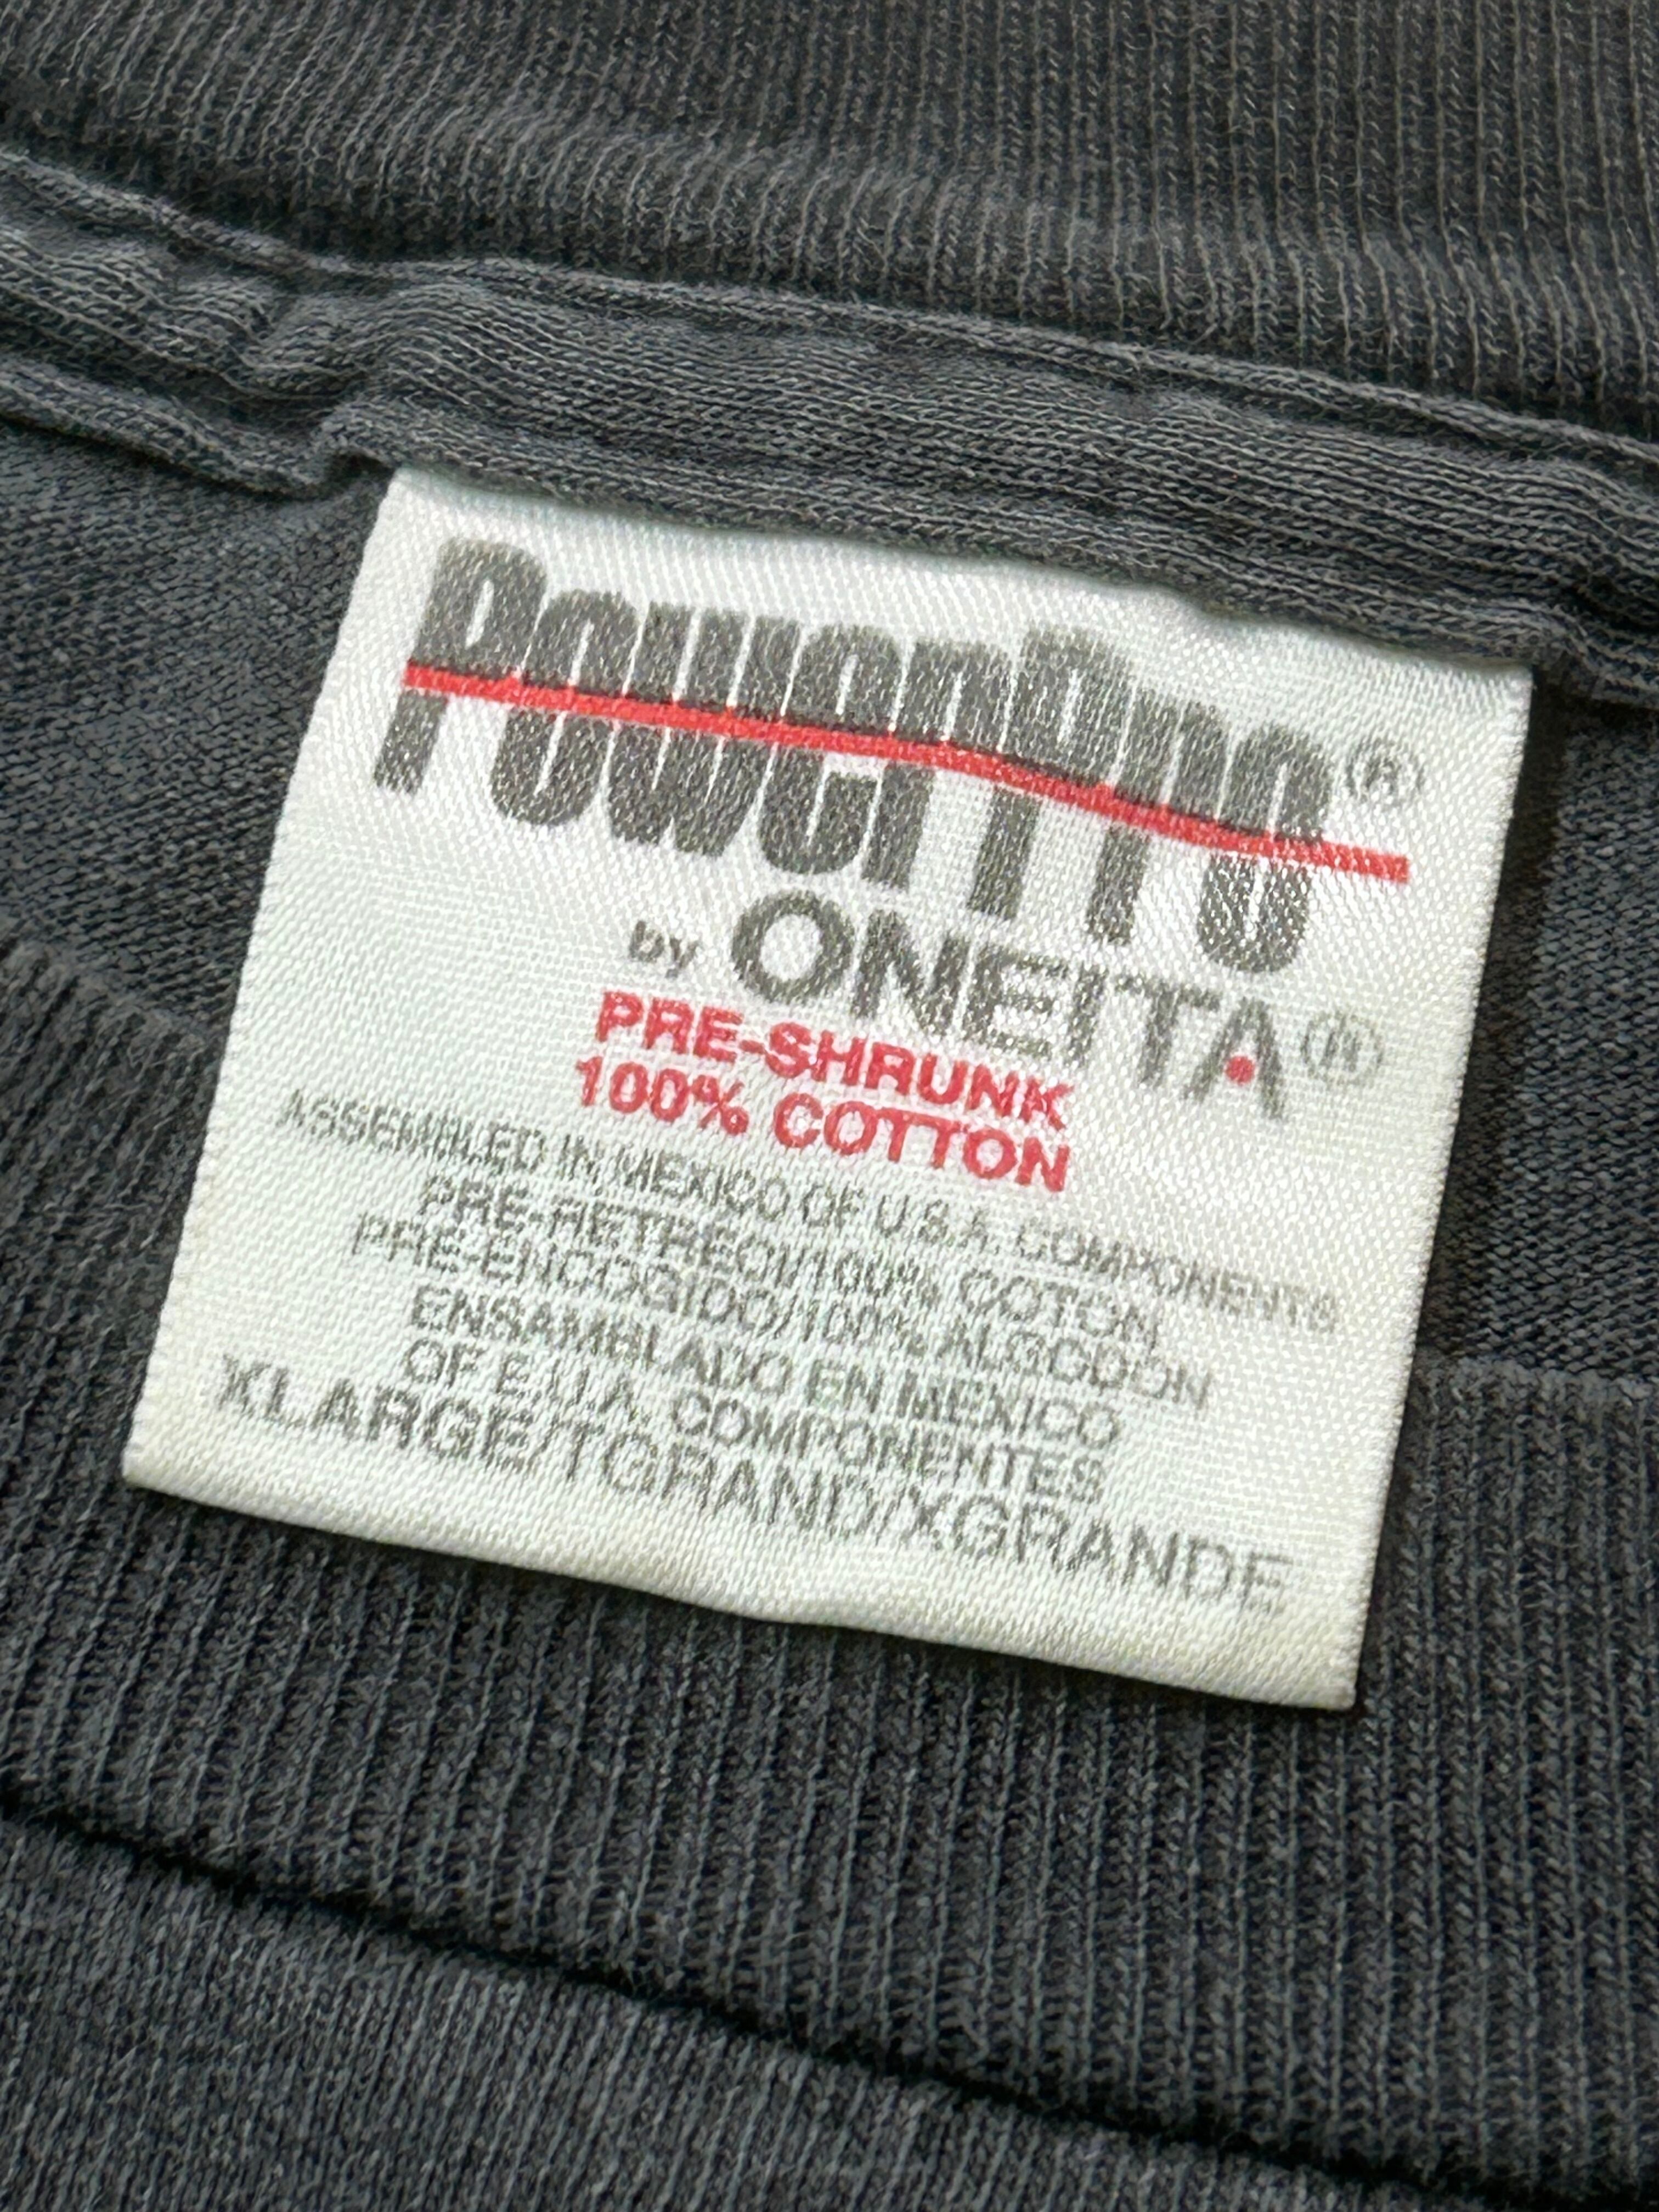 PowerPro®
by ONEITA®
PRE-SHRUNK
100% COTTON
ASSEMBLED IN MEXICO OF U.S.A. COMPONENTS
PRE-RETRECI/100% COTON
PRE-ENCOGIDO/100% ALGODON
ENSAMBLADO EN MEXICO
OF E.U.A. COMPONENTES
XLARGE/TGRAND/XGRANDE